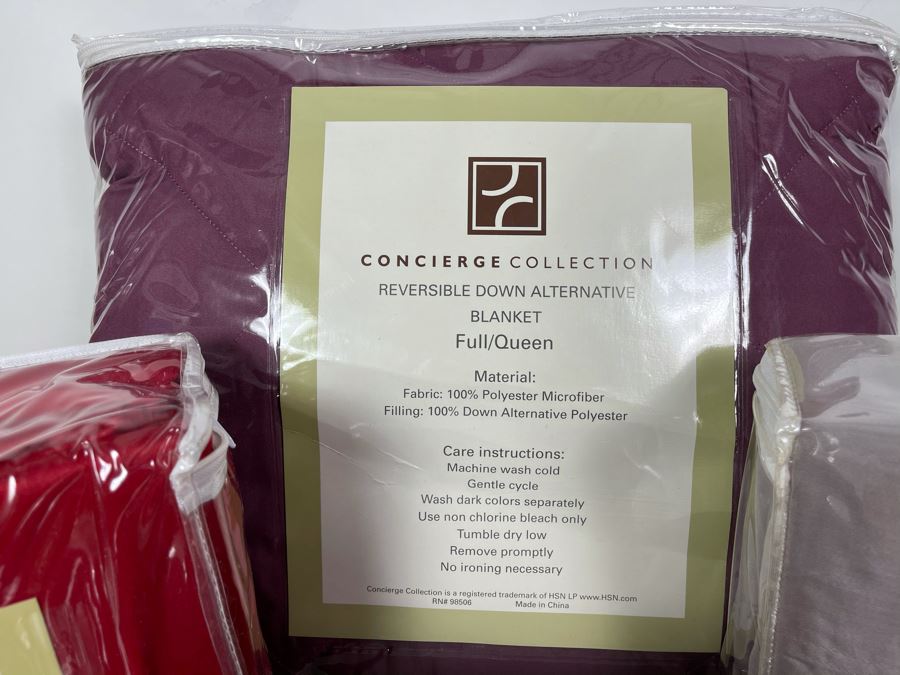 CONCIERGE COLLECTION
REVERSIBLE DOWN ALTERNATIVE
BLANKET
Full/Queen
Material:
Fabric: 100% Polyester Microfiber
Filling: 100% Down Alternative Polyester
Care instructions:
Machine wash cold
Gentle cycle
Wash dark colors separately
Use non chlorine bleach only
Tumble dry low
Remove promptly
No ironing necessary
Concierge Collection is a registered trademark of HSN LP www.HSN.com
RN# 98506 Made in China